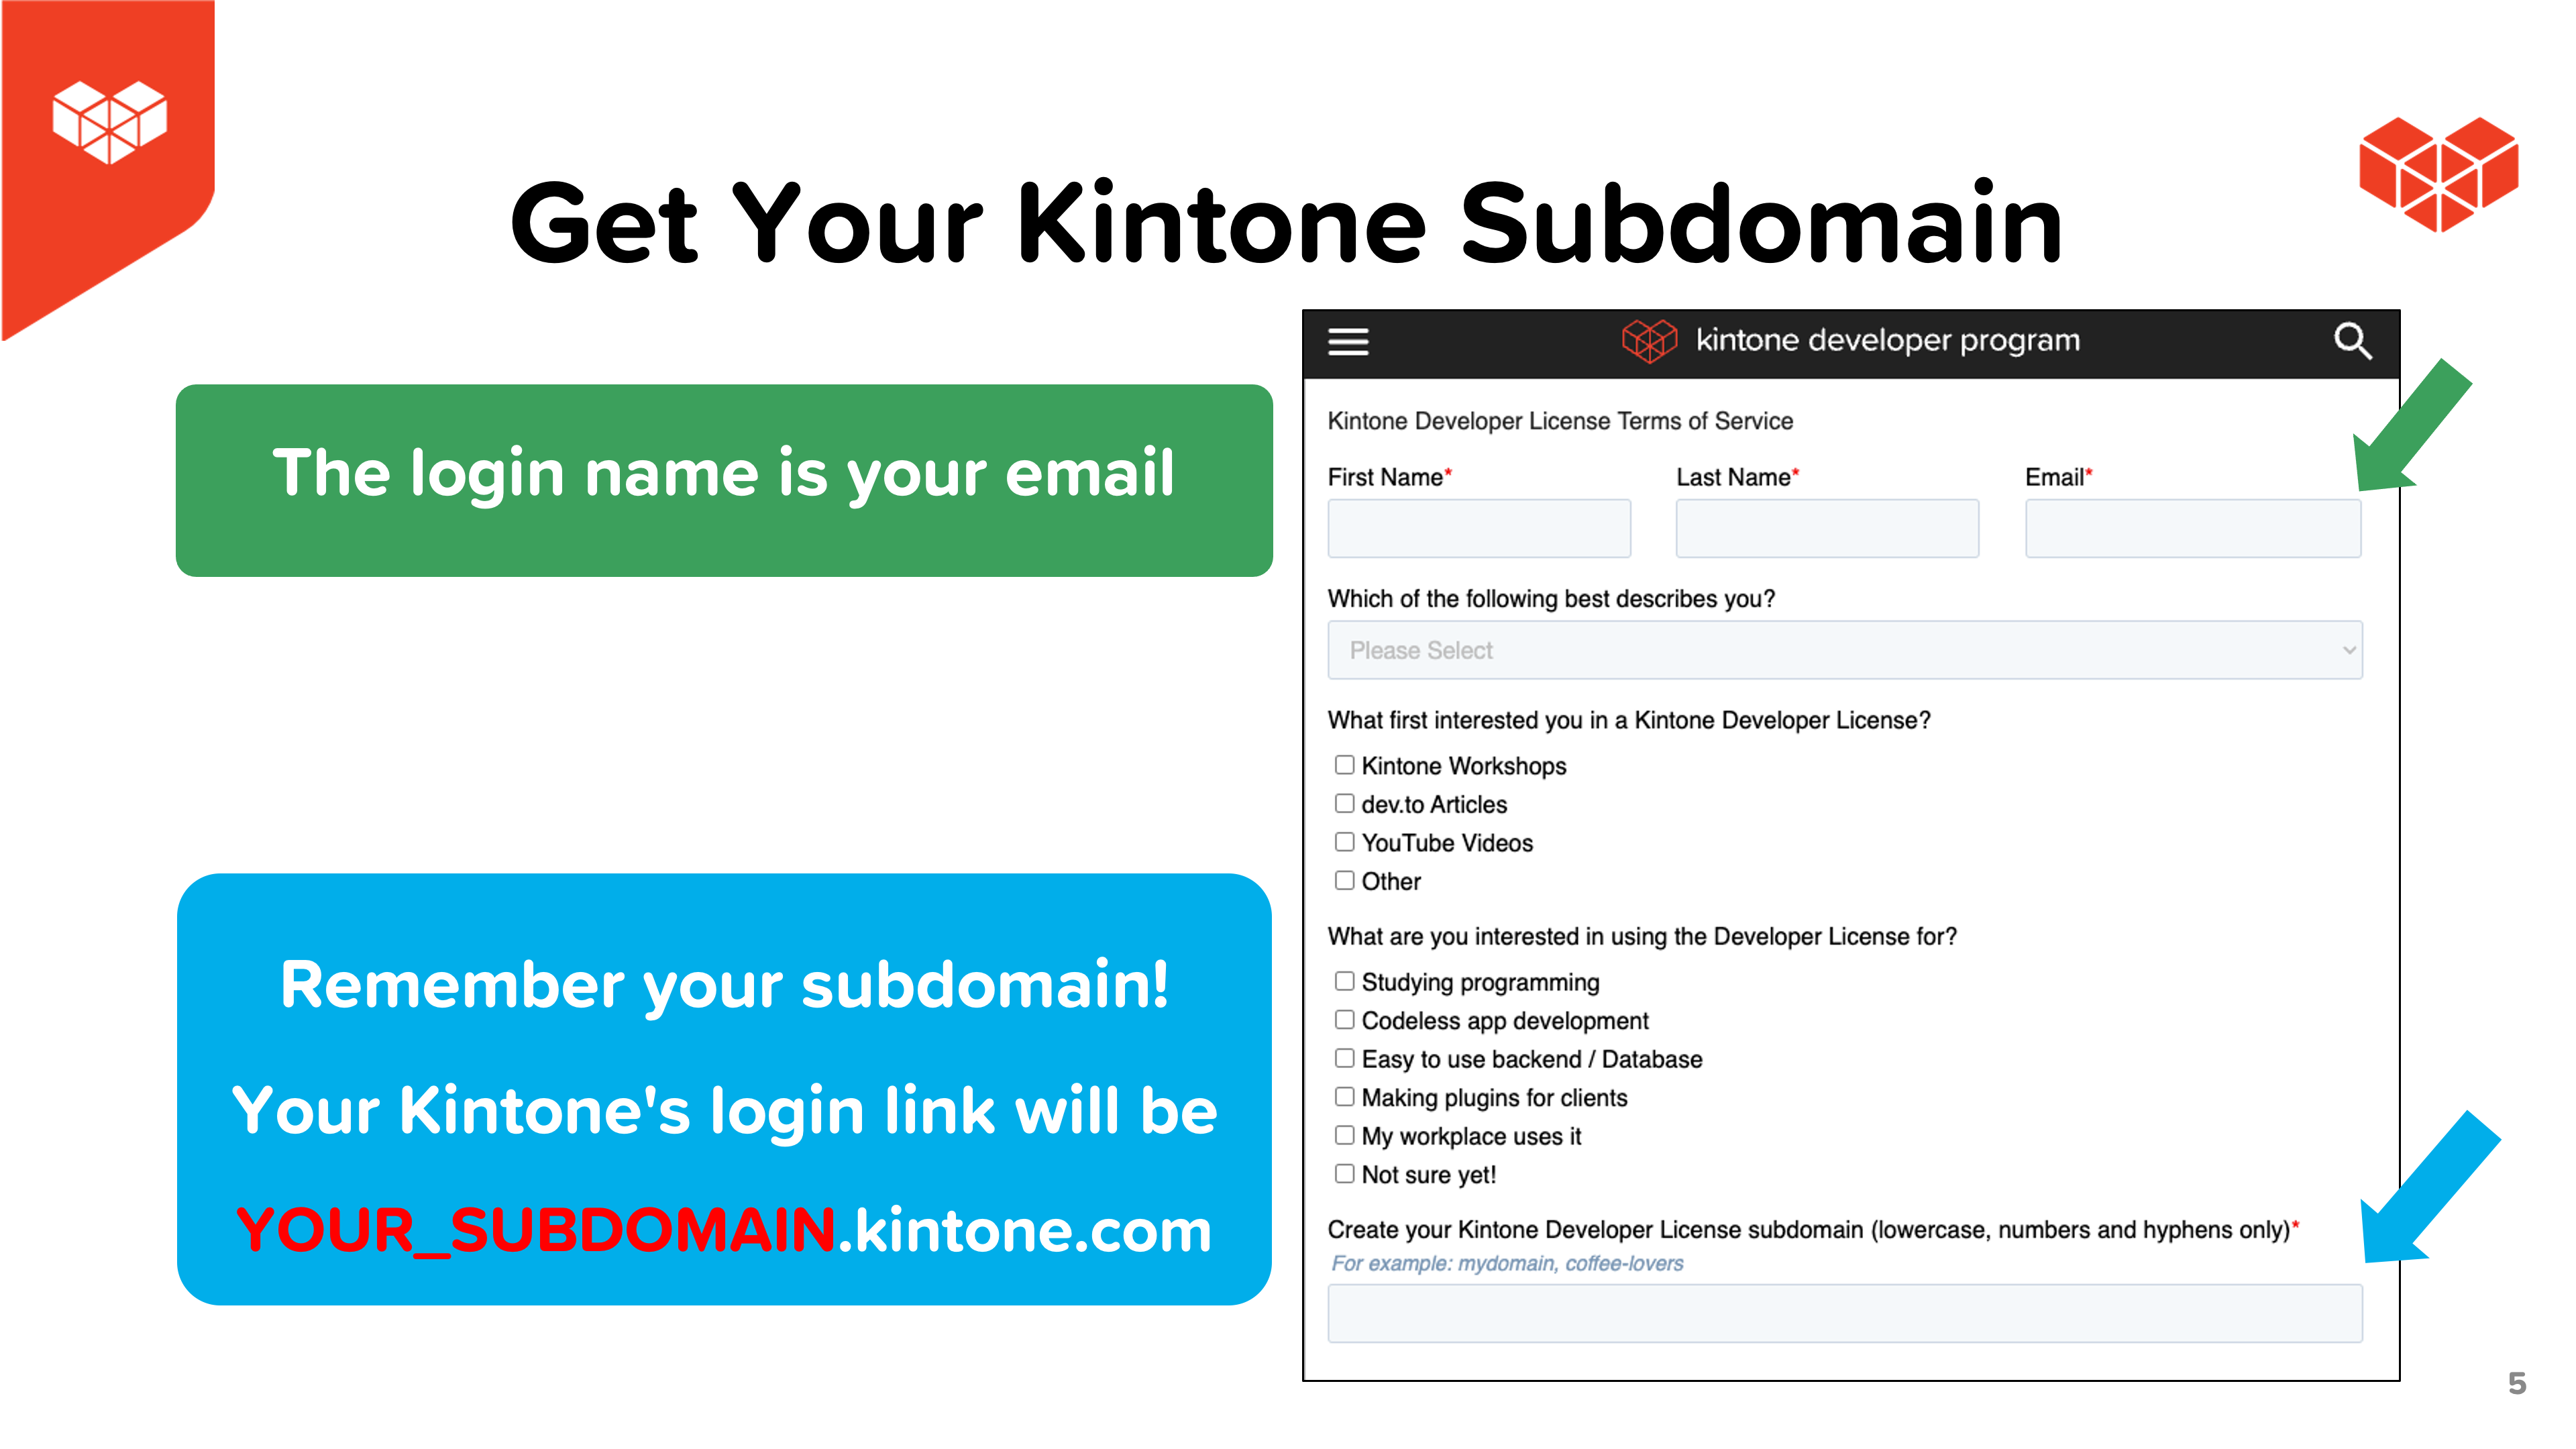 Get Your Kintone Subdomain
The login name is your email
Remember your subdomain!
Your Kintone's login link will be
YOUR_SUBDOMAIN.kintone.com
kintone developer program
Kintone Developer License Terms of Service
First Name* Last Name* Email*
Which of the following best describes you?
Please Select
What first interested you in a Kintone Developer License?
Kintone Workshops
dev.to Articles
YouTube Videos
Other
What are you interested in using the Developer License for?
Studying programming
Codeless app development
Easy to use backend / Database
Making plugins for clients
My workplace uses it
Not sure yet!
Create your Kintone Developer License subdomain (lowercase, numbers and hyphens only)*
For example: mydomain, coffee-lovers
5